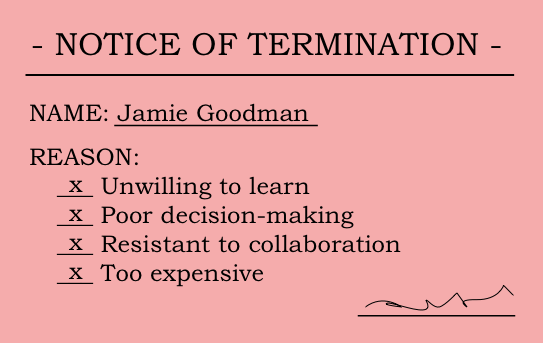 - NOTICE OF TERMINATION -
NAME: Jamie Goodman
REASON:
x Unwilling to learn
x Poor decision-making
x Resistant to collaboration
x Too expensive